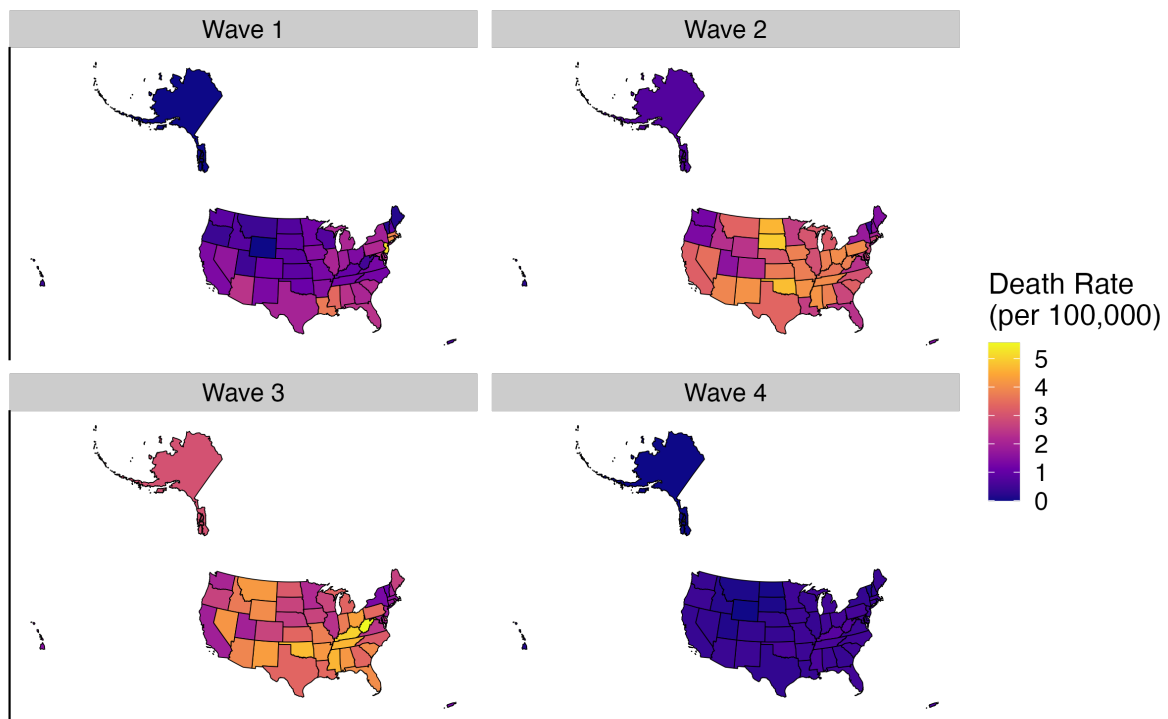 Wave 1
Wave 2
Wave 3
Wave 4
Death Rate
(per 100,000)
5
4
3
2
1
0